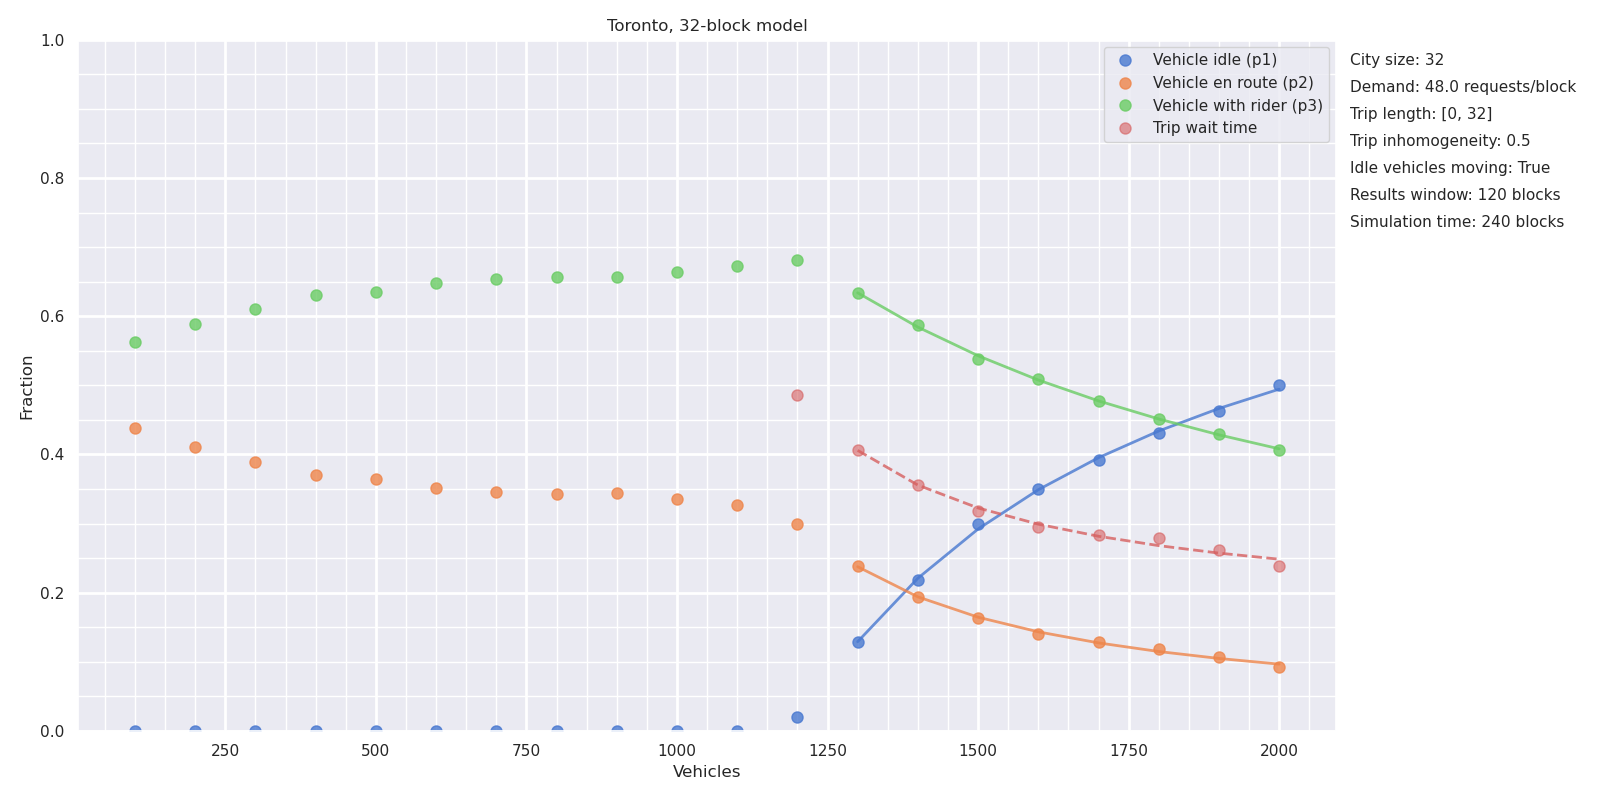 Toronto, 32-block model
1.0
0.8
0.6
0.4
0.2
0.0
Fraction
250
500
750
1000
1250
1500
1750
2000
Vehicles
Vehicle idle (p1)
Vehicle en route (p2)
Vehicle with rider (p3)
Trip wait time
City size: 32
Demand: 48.0 requests/block
Trip length: [0, 32]
Trip inhomogeneity: 0.5
Idle vehicles moving: True
Results window: 120 blocks
Simulation time: 240 blocks